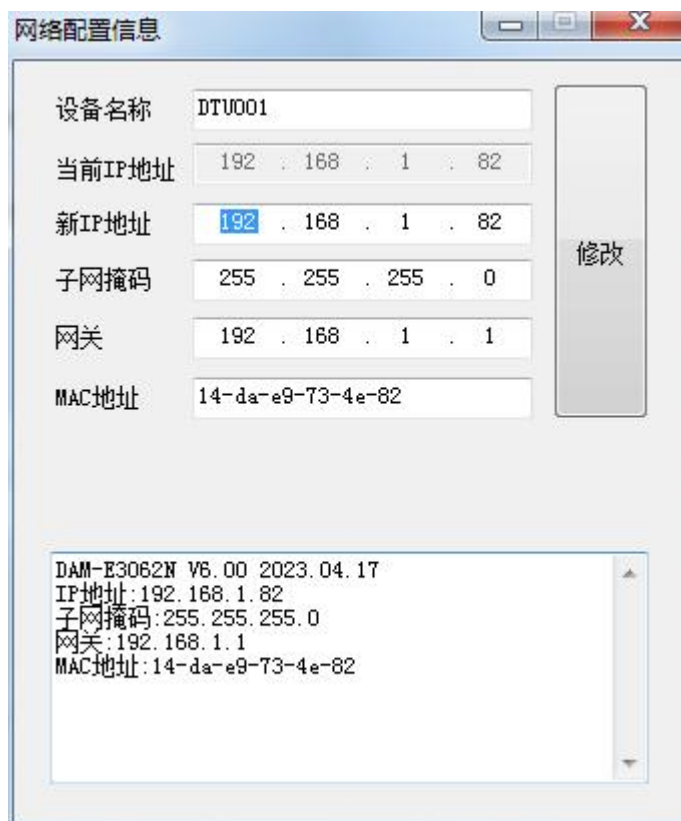 网络配置信息
设备名称 DTU001
当前IP地址 192 . 168 . 1 . 82
新IP地址 192 . 168 . 1 . 82
修改
子网掩码 255 . 255 . 255 . 0
网关 192 . 168 . 1 . 1
MAC地址 14-da-e9-73-4e-82
DAM-E3062N V6.00 2023.04.17
IP地址:192.168.1.82
子网掩码:255.255.255.0
网关:192.168.1.1
MAC地址:14-da-e9-73-4e-82